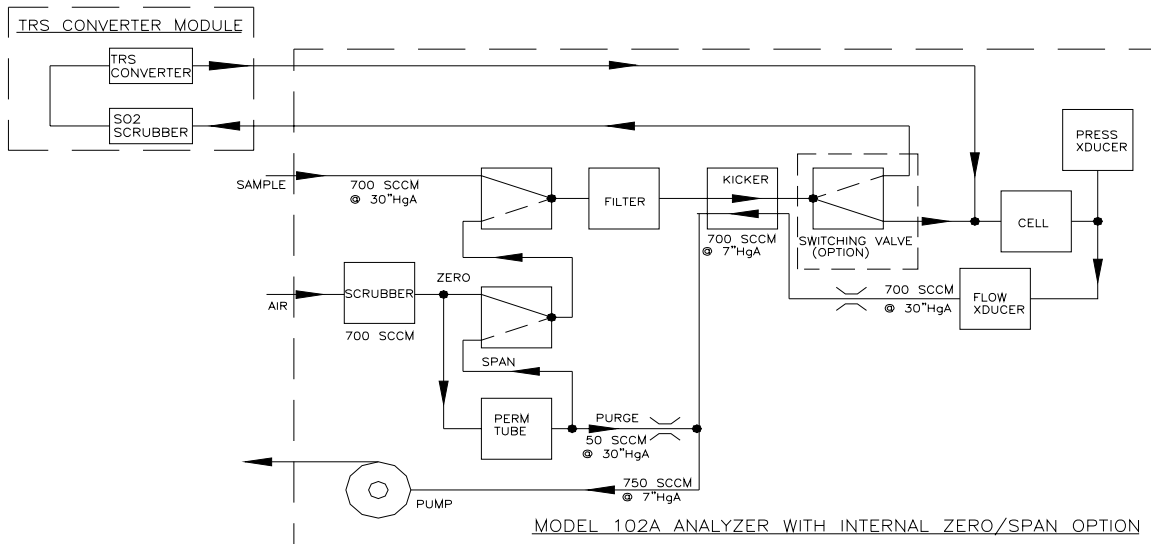 TRS CONVERTER MODULE
TRS
CONVERTER
SO2
SCRUBBER
PRESS
XDUCER
SAMPLE
700 SCCM
@ 30"HgA
FILTER
KICKER
700 SCCM
@ 7"HgA
SWITCHING VALVE
(OPTION)
CELL
ZERO
AIR
SCRUBBER
700 SCCM
700 SCCM
@ 30"HgA
FLOW
XDUCER
SPAN
PERM
TUBE
PURGE
50 SCCM
@ 30"HgA
PUMP
750 SCCM
@ 7"HgA
MODEL 102A ANALYZER WITH INTERNAL ZERO/SPAN OPTION